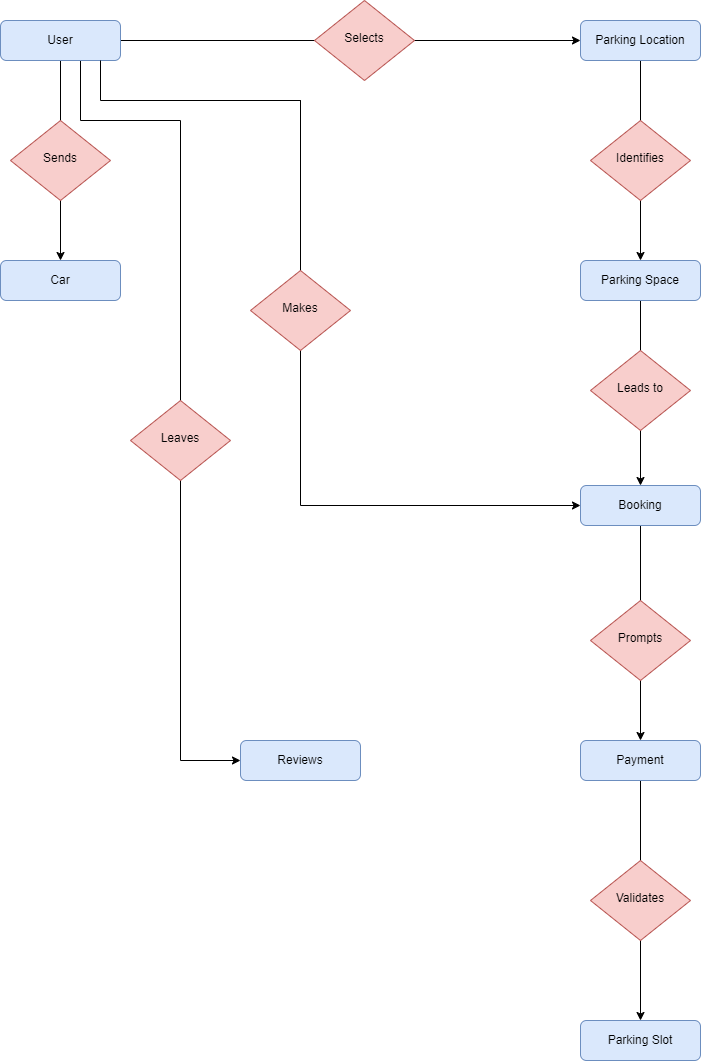 User
Selects
Parking Location
Sends
Identifies
Car
Parking Space
Makes
Leads to
Leaves
Booking
Prompts
Reviews
Payment
Validates
Parking Slot